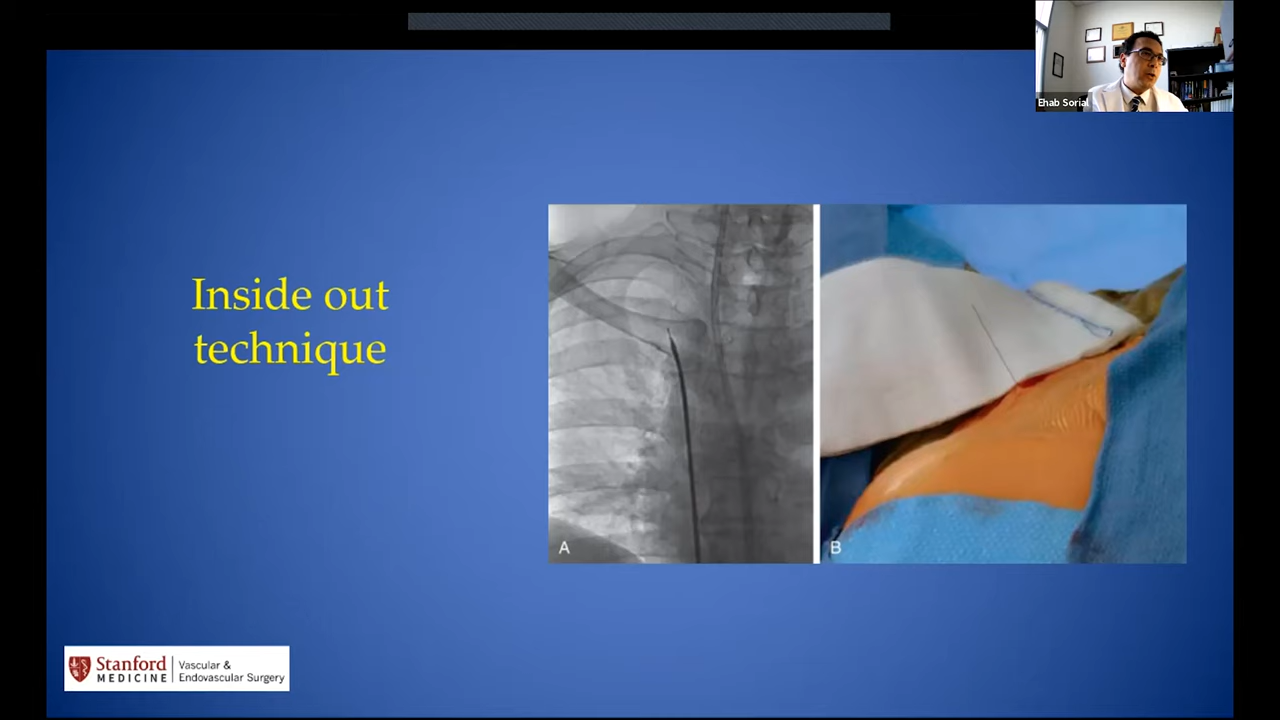 Ehab Sorial
Inside out
technique
A
B
Stanford
MEDICINE
Vascular &
Endovascular Surgery